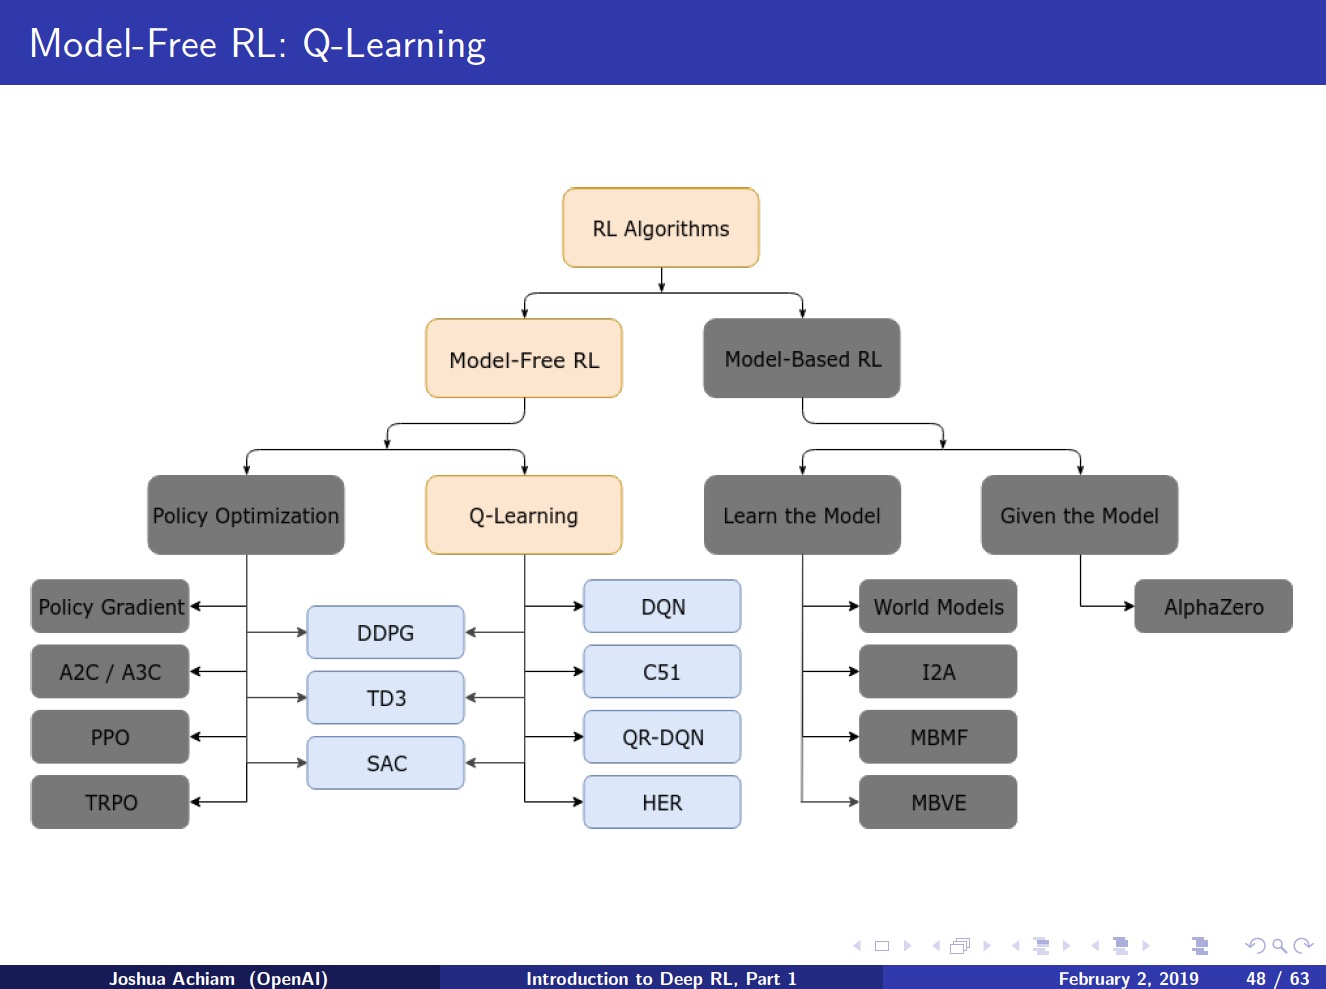 Model-Free RL: Q-Learning
RL Algorithms
Model-Free RL
Model-Based RL
Policy Optimization
Q-Learning
Learn the Model
Given the Model
Policy Gradient
DDPG
DQN
World Models
AlphaZero
A2C / A3C
TD3
C51
I2A
PPO
SAC
QR-DQN
MBMF
TRPO
HER
MBVE
Joshua Achiam (OpenAI)
Introduction to Deep RL, Part 1
February 2, 2019
48 / 63